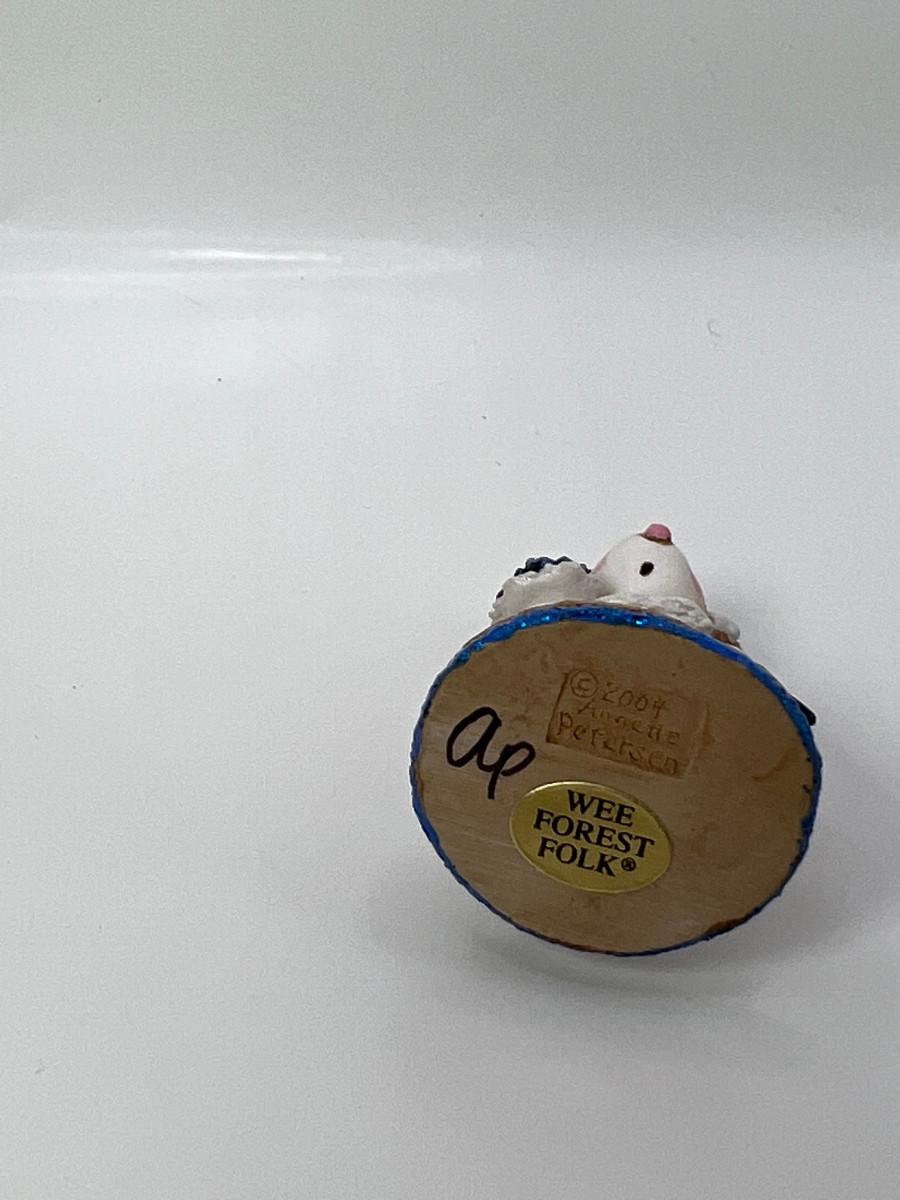 © 2004
Annette
Petersen
ap
WEE
FOREST
FOLK®